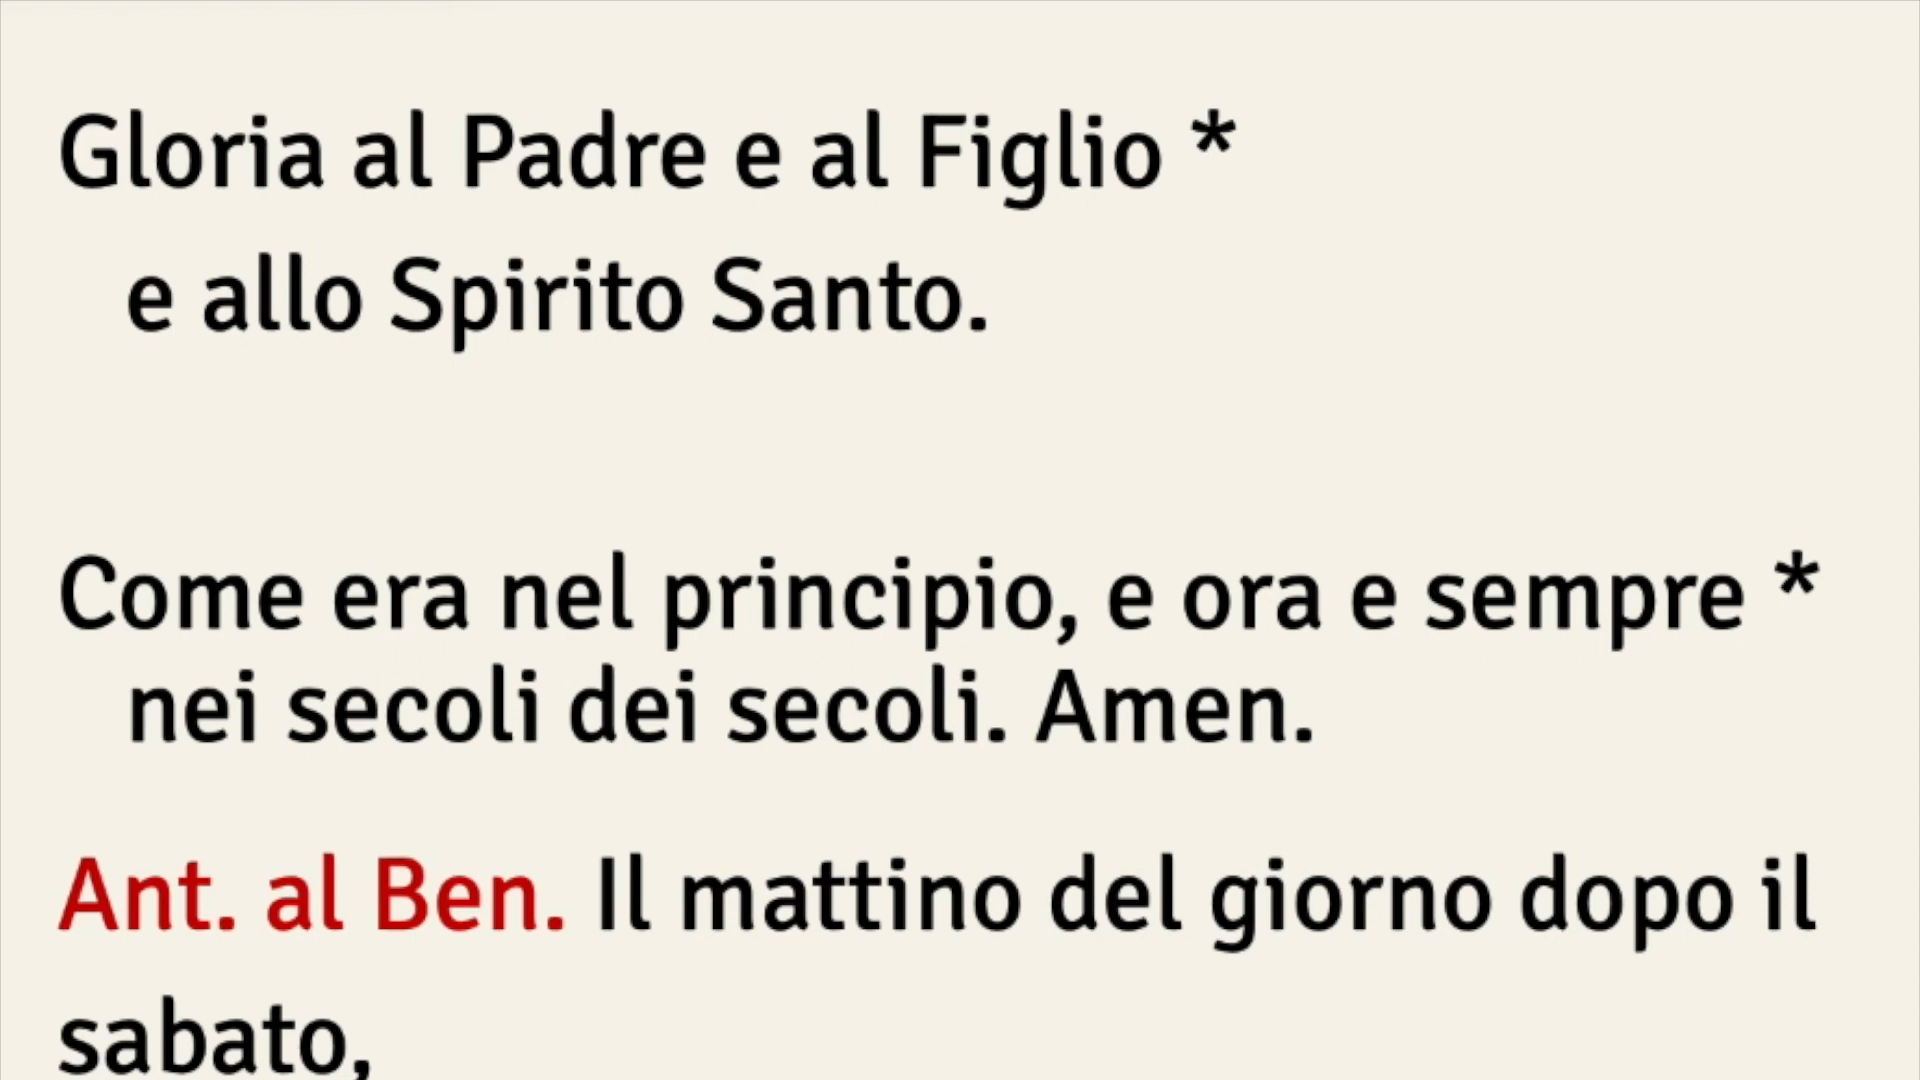 Gloria al Padre e al Figlio *
e allo Spirito Santo.
Come era nel principio, e ora e sempre *
nei secoli dei secoli. Amen.
Ant. al Ben. Il mattino del giorno dopo il
sabato,